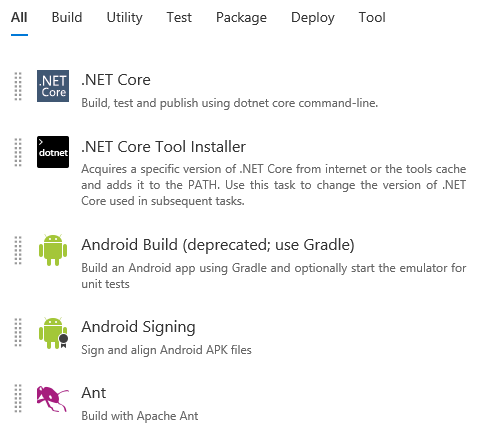 All Build Utility Test Package Deploy Tool
.NET Core
.NET Core
Build, test and publish using dotnet core command-line.
> dotnet
.NET Core Tool Installer
Acquires a specific version of .NET Core from internet or the tools cache
and adds it to the PATH. Use this task to change the version of .NET
Core used in subsequent tasks.
Android Build (deprecated; use Gradle)
Build an Android app using Gradle and optionally start the emulator for
unit tests
Android Signing
Sign and align Android APK files
Ant
Build with Apache Ant